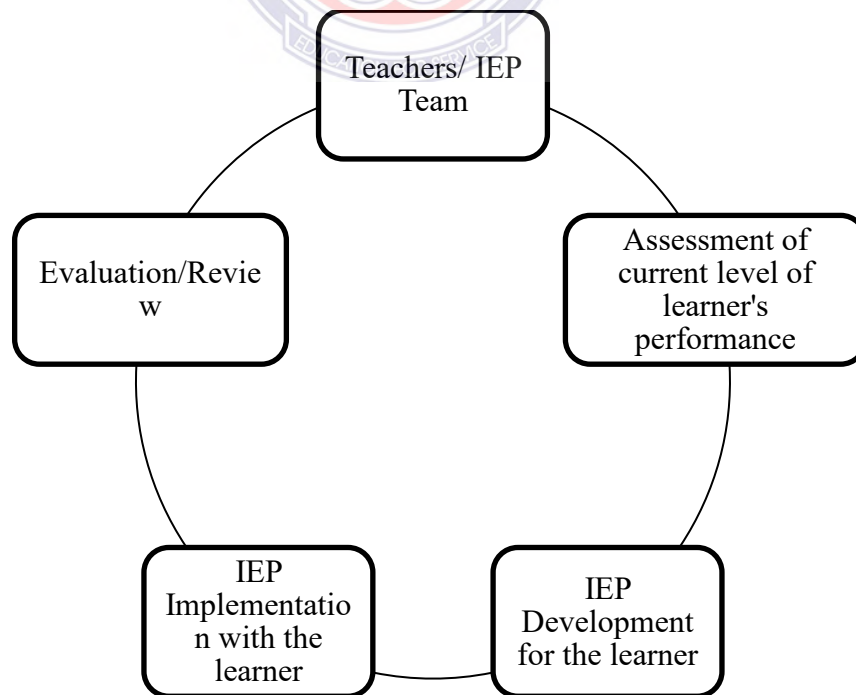 Teachers/ IEP
Team
Assessment of
current level of
learner's
performance
IEP
Development
for the learner
IEP
Implementatio
n with the
learner
Evaluation/Revie
w